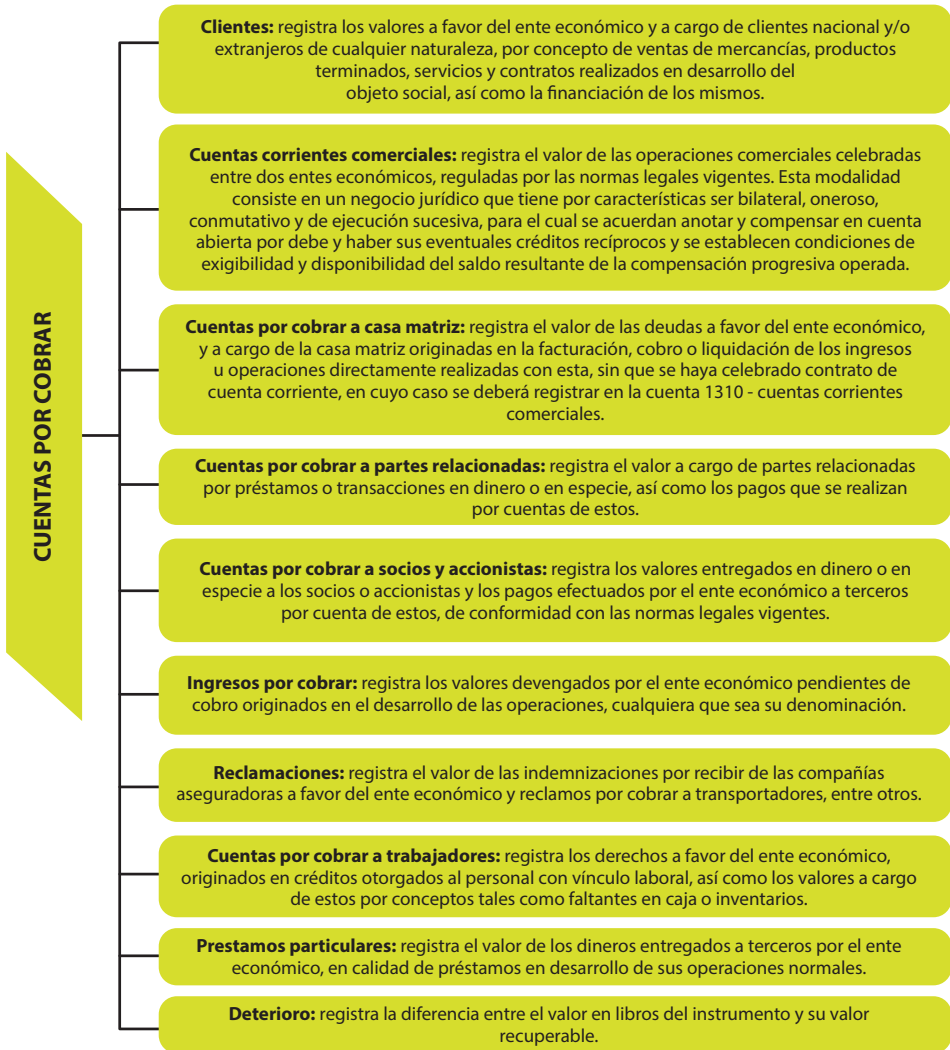 CUENTAS POR COBRAR
Clientes: registra los valores a favor del ente económico y a cargo de clientes nacional y/o
extranjeros de cualquier naturaleza, por concepto de ventas de mercancías, productos
terminados, servicios y contratos realizados en desarrollo del
objeto social, así como la financiación de los mismos.
Cuentas corrientes comerciales: registra el valor de las operaciones comerciales celebradas
entre dos entes económicos, reguladas por las normas legales vigentes. Esta modalidad
consiste en un negocio jurídico que tiene por características ser bilateral, oneroso,
conmutativo y de ejecución sucesiva, para el cual se acuerdan anotar y compensar en cuenta
abierta por debe y haber sus eventuales créditos recíprocos y se establecen condiciones de
exigibilidad y disponibilidad del saldo resultante de la compensación progresiva operada.
Cuentas por cobrar a casa matriz: registra el valor de las deudas a favor del ente económico,
y a cargo de la casa matriz originadas en la facturación, cobro o liquidación de los ingresos
u operaciones directamente realizadas con esta, sin que se haya celebrado contrato de
cuenta corriente, en cuyo caso se deberá registrar en la cuenta 1310 - cuentas corrientes
comerciales.
Cuentas por cobrar a partes relacionadas: registra el valor a cargo de partes relacionadas
por préstamos o transacciones en dinero o en especie, así como los pagos que se realizan
por cuentas de estos.
Cuentas por cobrar a socios y accionistas: registra los valores entregados en dinero o en
especie a los socios o accionistas y los pagos efectuados por el ente económico a terceros
por cuenta de estos, de conformidad con las normas legales vigentes.
Ingresos por cobrar: registra los valores devengados por el ente económico pendientes de
cobro originados en el desarrollo de las operaciones, cualquiera que sea su denominación.
Reclamaciones: registra el valor de las indemnizaciones por recibir de las compañías
aseguradoras a favor del ente económico y reclamos por cobrar a transportadores, entre otros.
Cuentas por cobrar a trabajadores: registra los derechos a favor del ente económico,
originados en créditos otorgados al personal con vínculo laboral, así como los valores a cargo
de estos por conceptos tales como faltantes en caja o inventarios.
Prestamos particulares: registra el valor de los dineros entregados a terceros por el ente
económico, en calidad de préstamos en desarrollo de sus operaciones normales.
Deterioro: registra la diferencia entre el valor en libros del instrumento y su valor
recuperable.